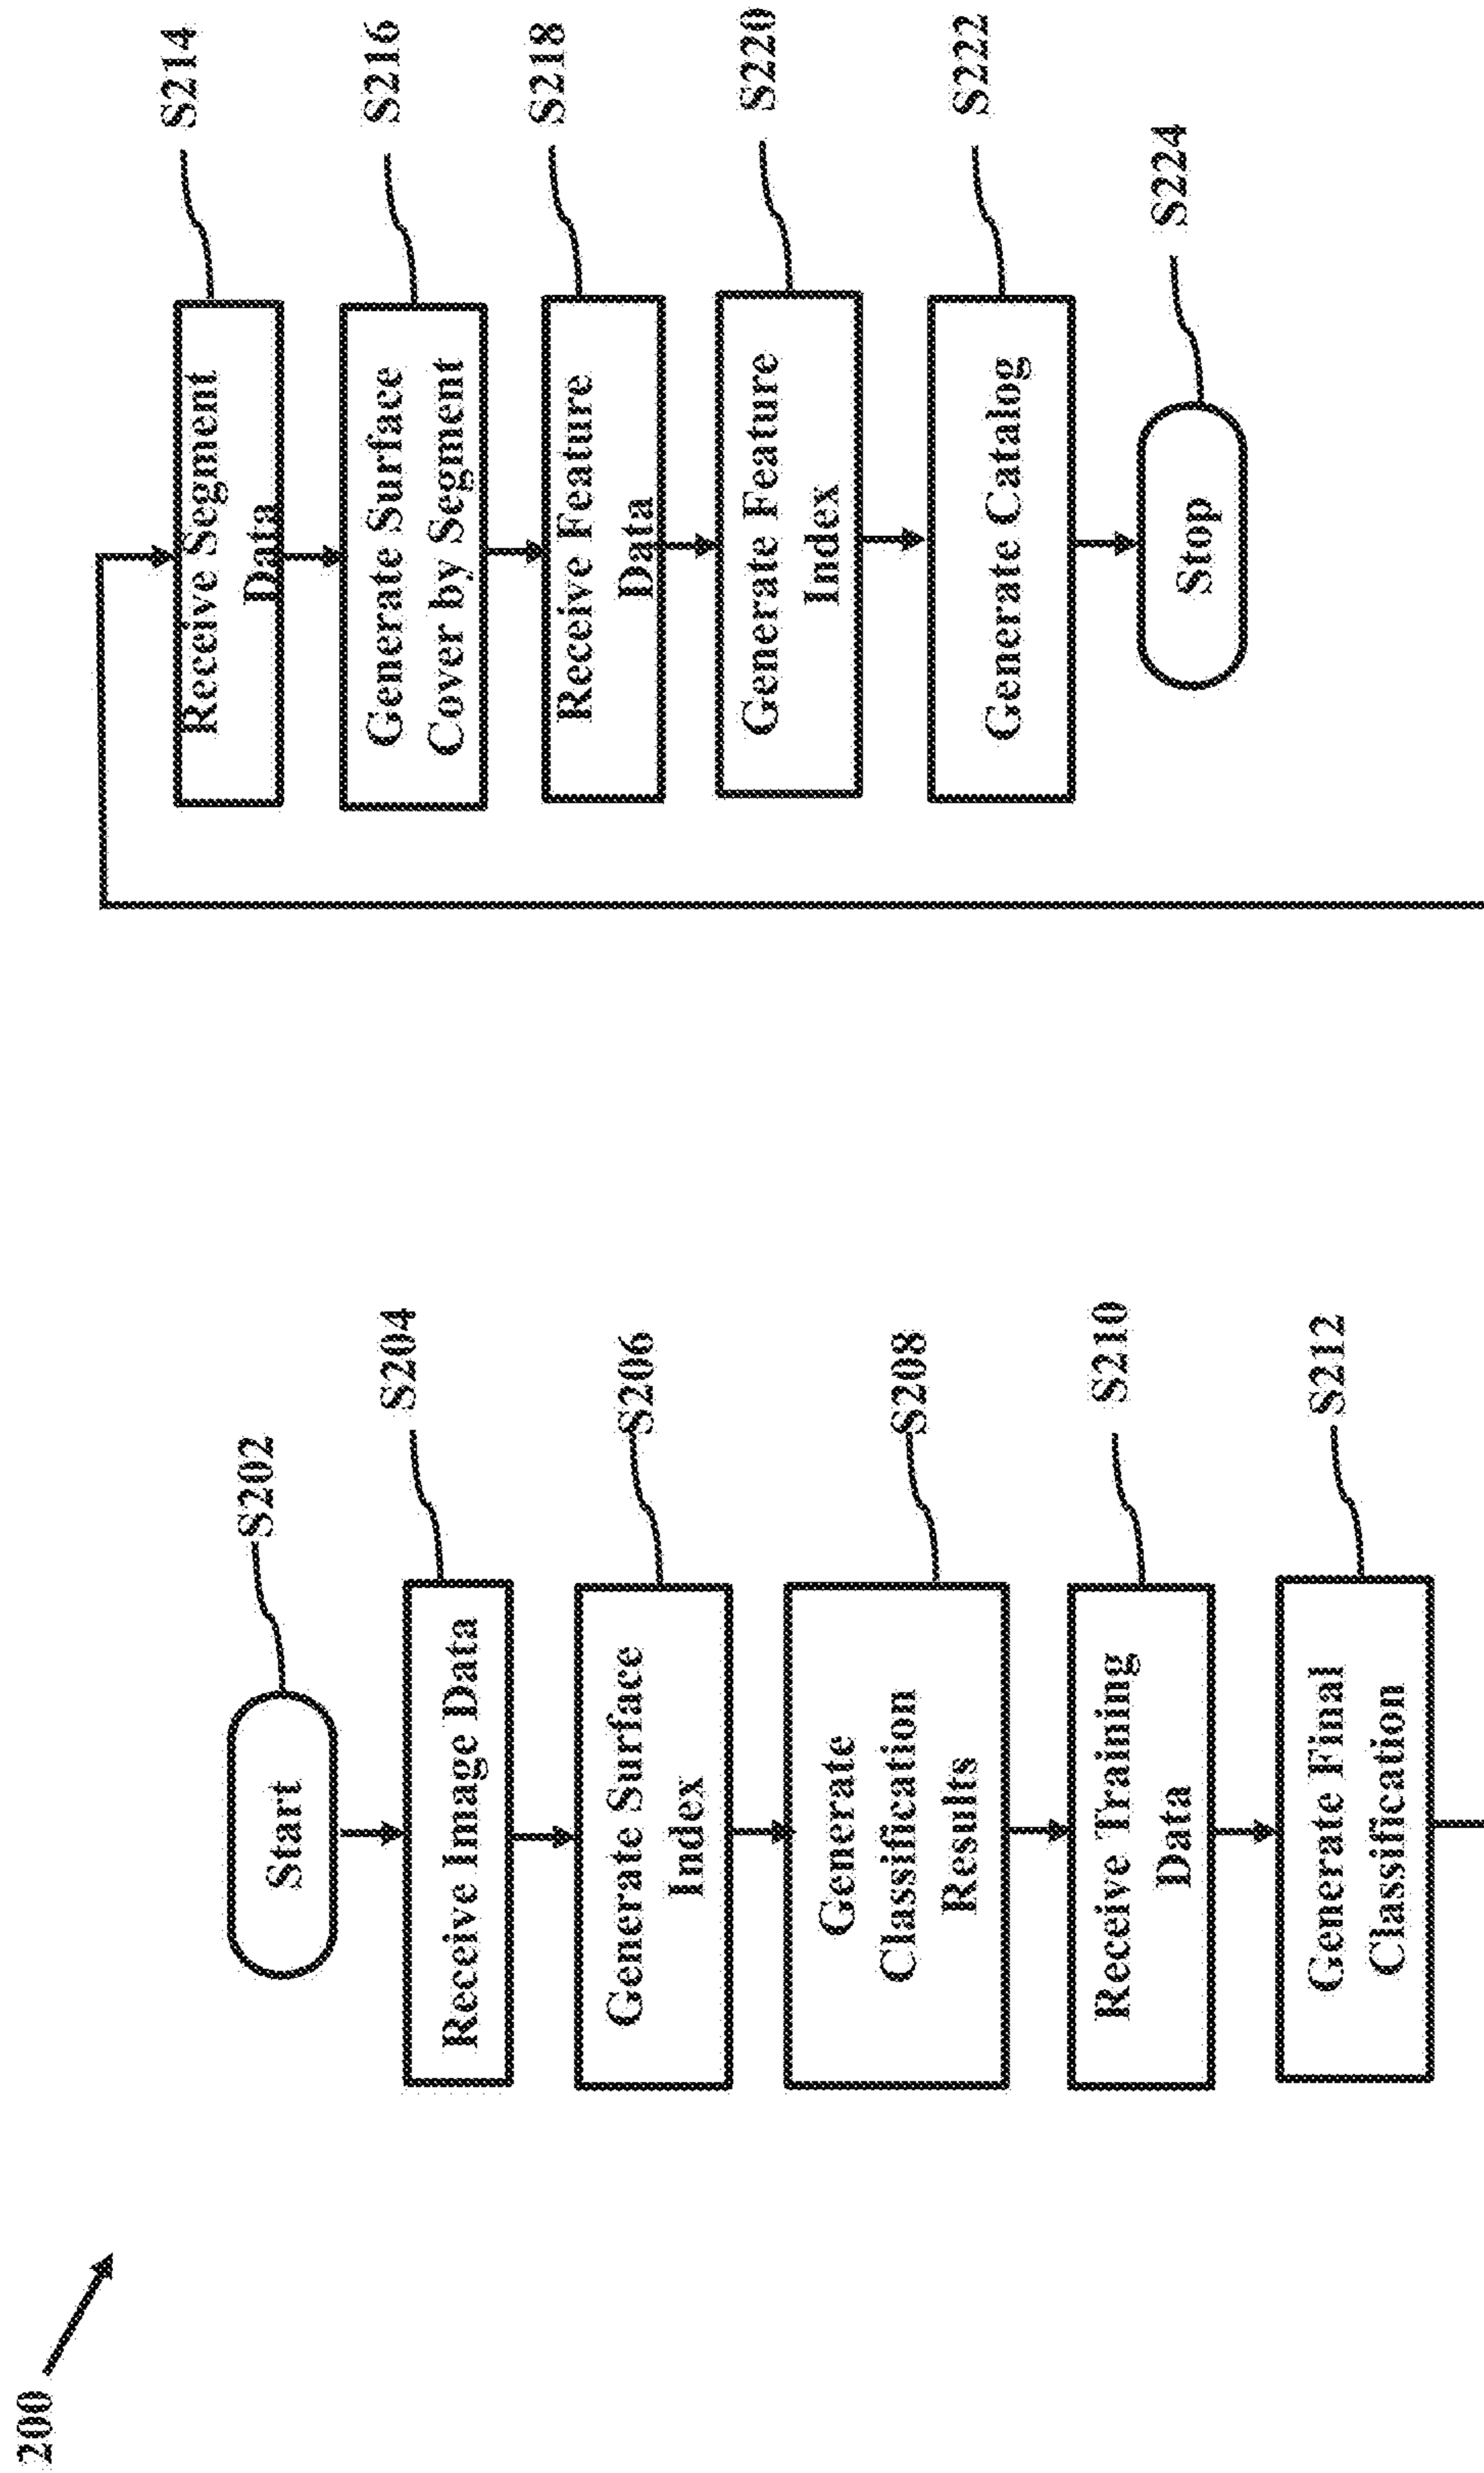 200
Start
S202
Receive Image Data
S204
Generate Surface
Index
S206
Generate
Classification
Results
S208
Receive Training
Data
S210
Generate Final
Classification
S212
Receive Segment
Data
S214
Generate Surface
Cover by Segment
S216
Receive Feature
Data
S218
Generate Feature
Index
S220
Generate Catalog
S222
Stop
S224